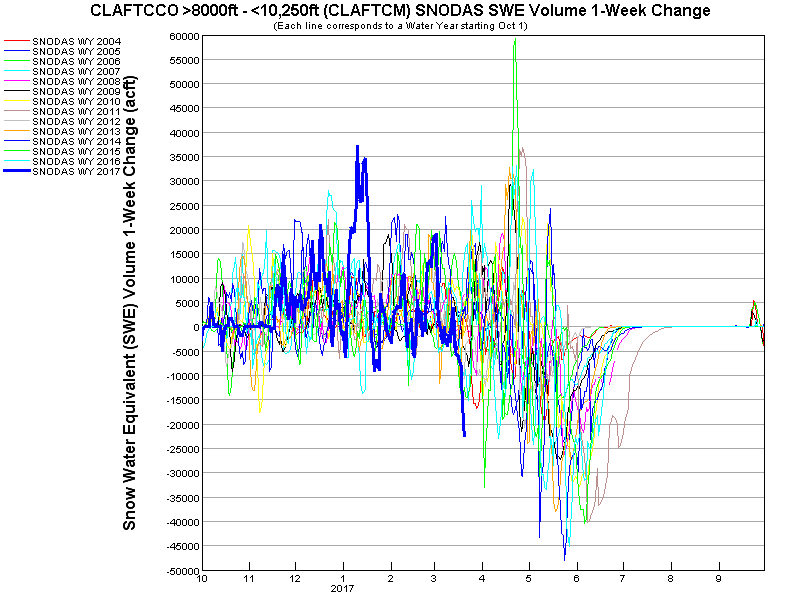 CLAFTCCO >8000ft - <10,250ft (CLAFTCM) SNODAS SWE Volume 1-Week Change
(Each line corresponds to a Water Year starting Oct 1)
SNODAS WY 2004
SNODAS WY 2005
SNODAS WY 2006
SNODAS WY 2007
SNODAS WY 2008
SNODAS WY 2009
SNODAS WY 2010
SNODAS WY 2011
SNODAS WY 2012
SNODAS WY 2013
SNODAS WY 2014
SNODAS WY 2015
SNODAS WY 2016
SNODAS WY 2017
Snow Water Equivalent (SWE) Volume 1-Week Change (acft)
60000
55000
50000
45000
40000
35000
30000
25000
20000
15000
10000
5000
0
-5000
-10000
-15000
-20000
-25000
-30000
-35000
-40000
-45000
-50000
10 11 12 1 2 3 4 5 6 7 8 9
2017